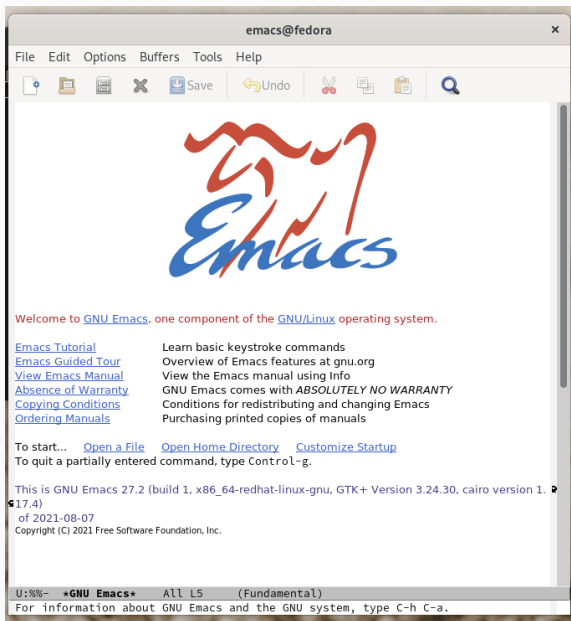 emacs@fedora ×
File Edit Options Buffers Tools Help
Save Undo
Emacs
Welcome to GNU Emacs, one component of the GNU/Linux operating system.
Emacs Tutorial Learn basic keystroke commands
Emacs Guided Tour Overview of Emacs features at gnu.org
View Emacs Manual View the Emacs manual using Info
Absence of Warranty GNU Emacs comes with ABSOLUTELY NO WARRANTY
Copying Conditions Conditions for redistributing and changing Emacs
Ordering Manuals Purchasing printed copies of manuals
To start... Open a File Open Home Directory Customize Startup
To quit a partially entered command, type Control-g.
This is GNU Emacs 27.2 (build 1, x86_64-redhat-linux-gnu, GTK+ Version 3.24.30, cairo version 1.
17.4)
of 2021-08-07
Copyright (C) 2021 Free Software Foundation, Inc.
U:%%- *GNU Emacs* All L5 (Fundamental)
For information about GNU Emacs and the GNU system, type C-h C-a.